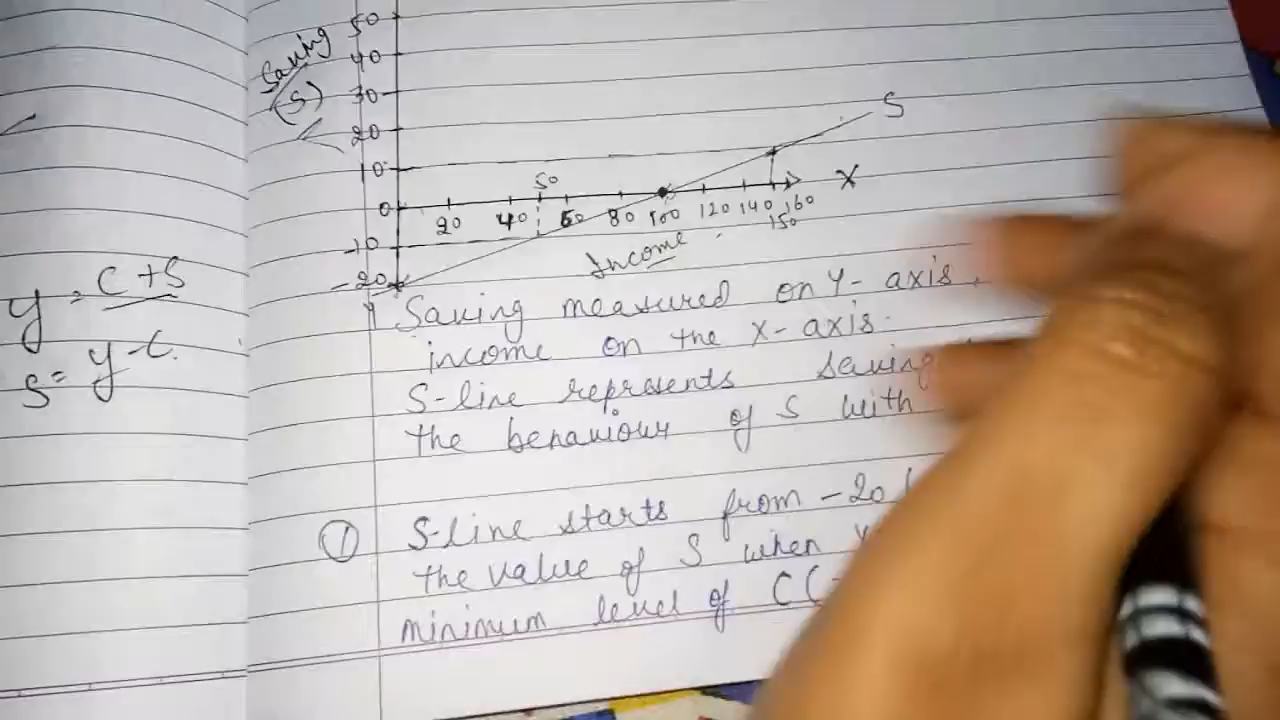 50
40
Saving
(S)
30
20
10
0
-10
-20
S
X
50
20 40 60 80 100 120 140 160
150
Income
y = C+S
S = y-C.
Y
Saving measured on Y-axis,
income on the X-axis.
S-line represents saving
the behaviour of S with
① S-line starts from -20
the value of S when
minimum level of C(